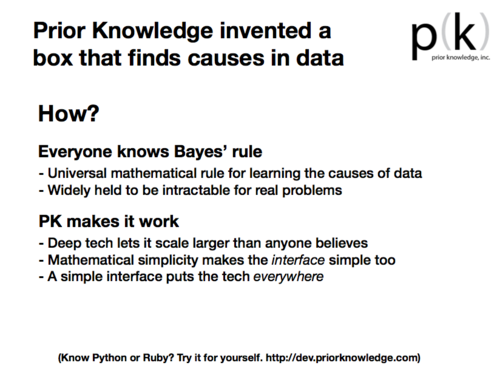 Prior Knowledge invented a
box that finds causes in data
p(k)
prior knowledge, inc.
How?
Everyone knows Bayes' rule
- Universal mathematical rule for learning the causes of data
- Widely held to be intractable for real problems
PK makes it work
- Deep tech lets it scale larger than anyone believes
- Mathematical simplicity makes the interface simple too
- A simple interface puts the tech everywhere
(Know Python or Ruby? Try it for yourself. http://dev.priorknowledge.com)